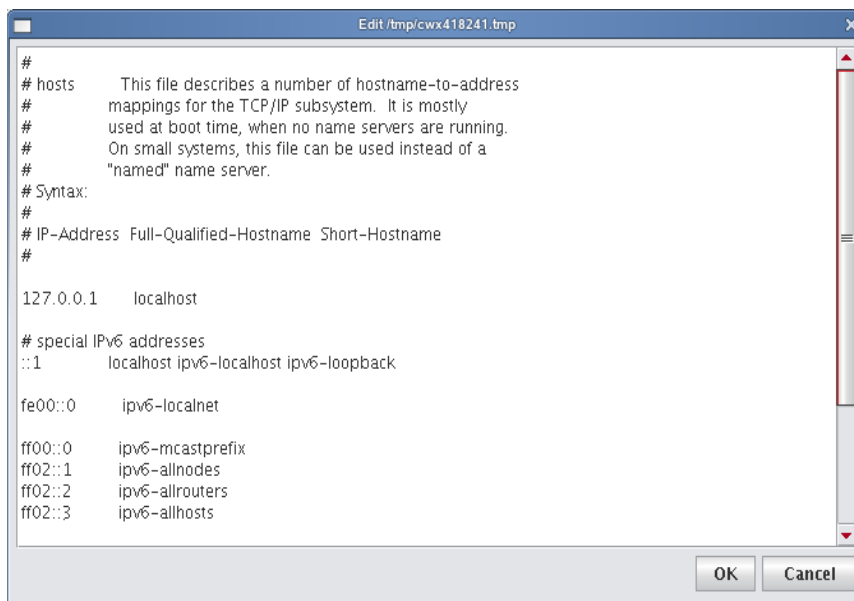 Edit /tmp/cwx418241.tmp
#
# hosts This file describes a number of hostname-to-address
# mappings for the TCP/IP subsystem. It is mostly
# used at boot time, when no name servers are running.
# On small systems, this file can be used instead of a
# "named" name server.
# Syntax:
#
# IP-Address Full-Qualified-Hostname Short-Hostname
#
127.0.0.1 localhost
# special IPv6 addresses
::1 localhost ipv6-localhost ipv6-loopback
fe00::0 ipv6-localnet
ff00::0 ipv6-mcastprefix
ff02::1 ipv6-allnodes
ff02::2 ipv6-allrouters
ff02::3 ipv6-allhosts
OK Cancel